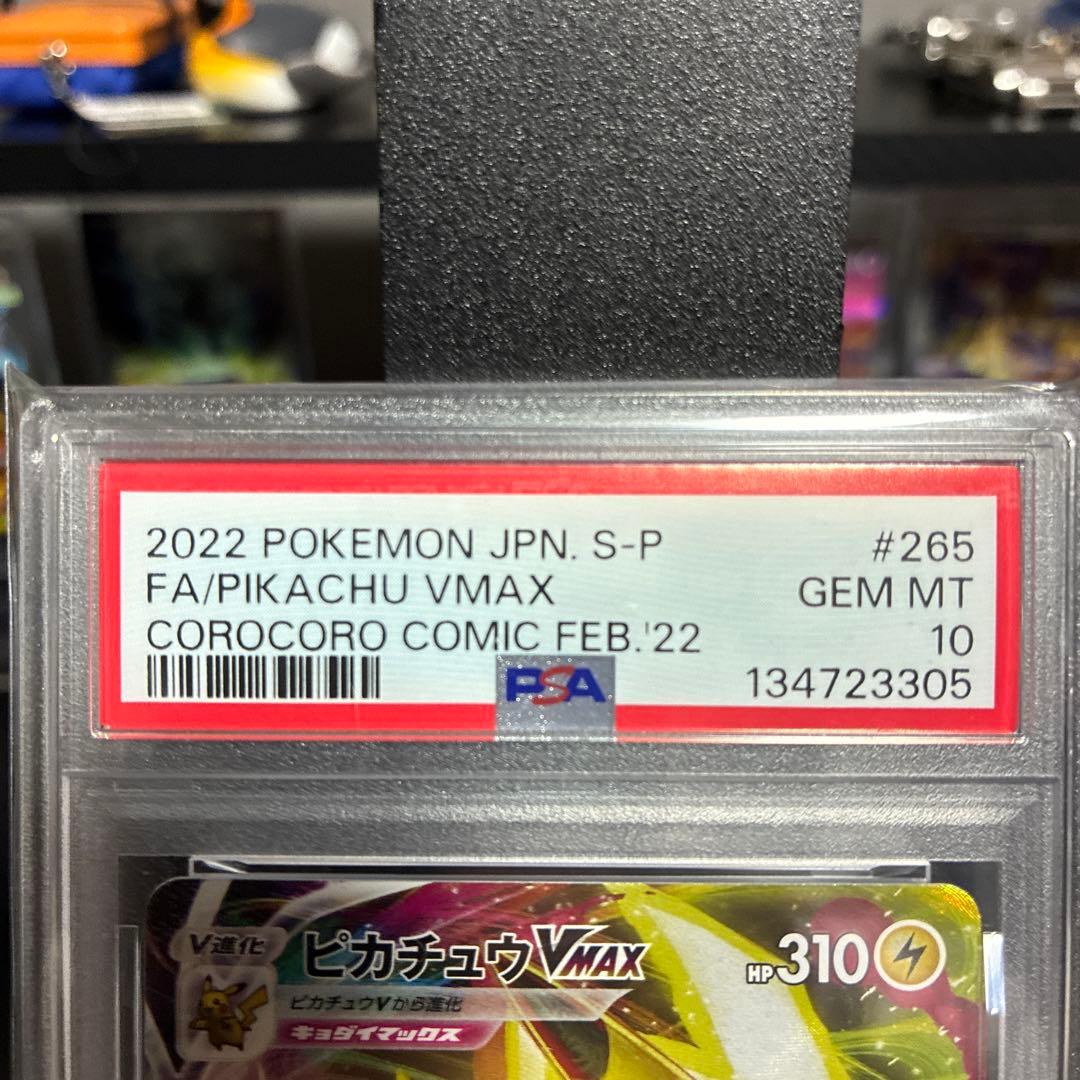 2022 POKEMON JPN. S-P #265
FA/PIKACHU VMAX GEM MT
COROCORO COMIC FEB.'22 10
PSA 134723305
V進化 ピカチュウVMAX HP310
ピカチュウVから進化
キョダイマックス